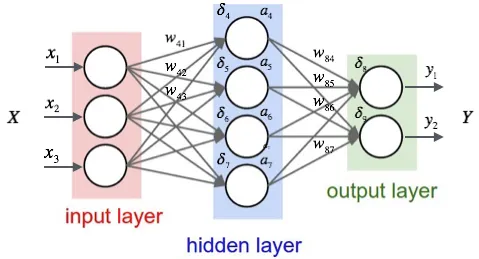 δ4 a4
w41
x1 w84 δ8 y1
w42 δ5 a5
w85
w43
X x2 w86 Y
δ6 a6 δ9 y2
x3 w87
δ7 a7
input layer
output layer
hidden layer